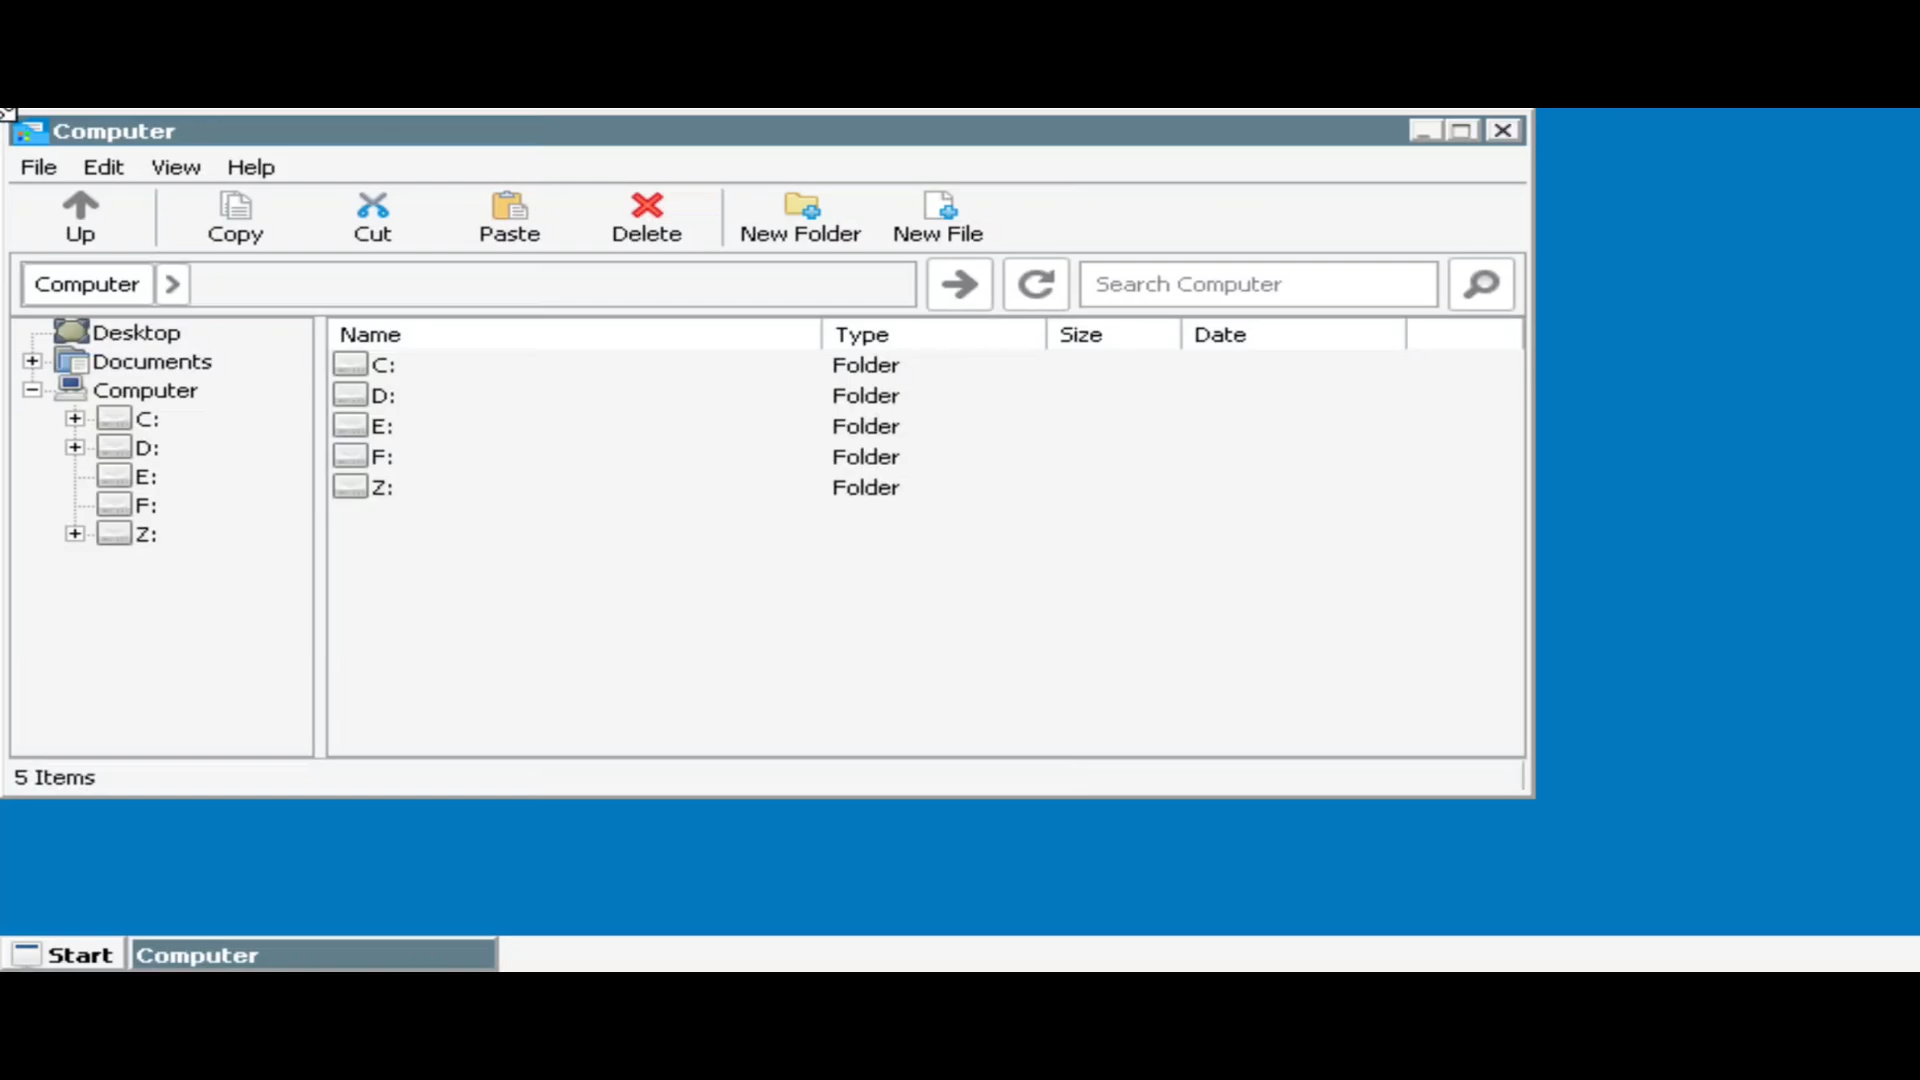 Computer
File Edit View Help
Up Copy Cut Paste Delete New Folder New File
Computer Search Computer
Desktop
Documents
Computer
C:
D:
E:
F:
Z:
Name Type Size Date
C: Folder
D: Folder
E: Folder
F: Folder
Z: Folder
5 Items
Start Computer